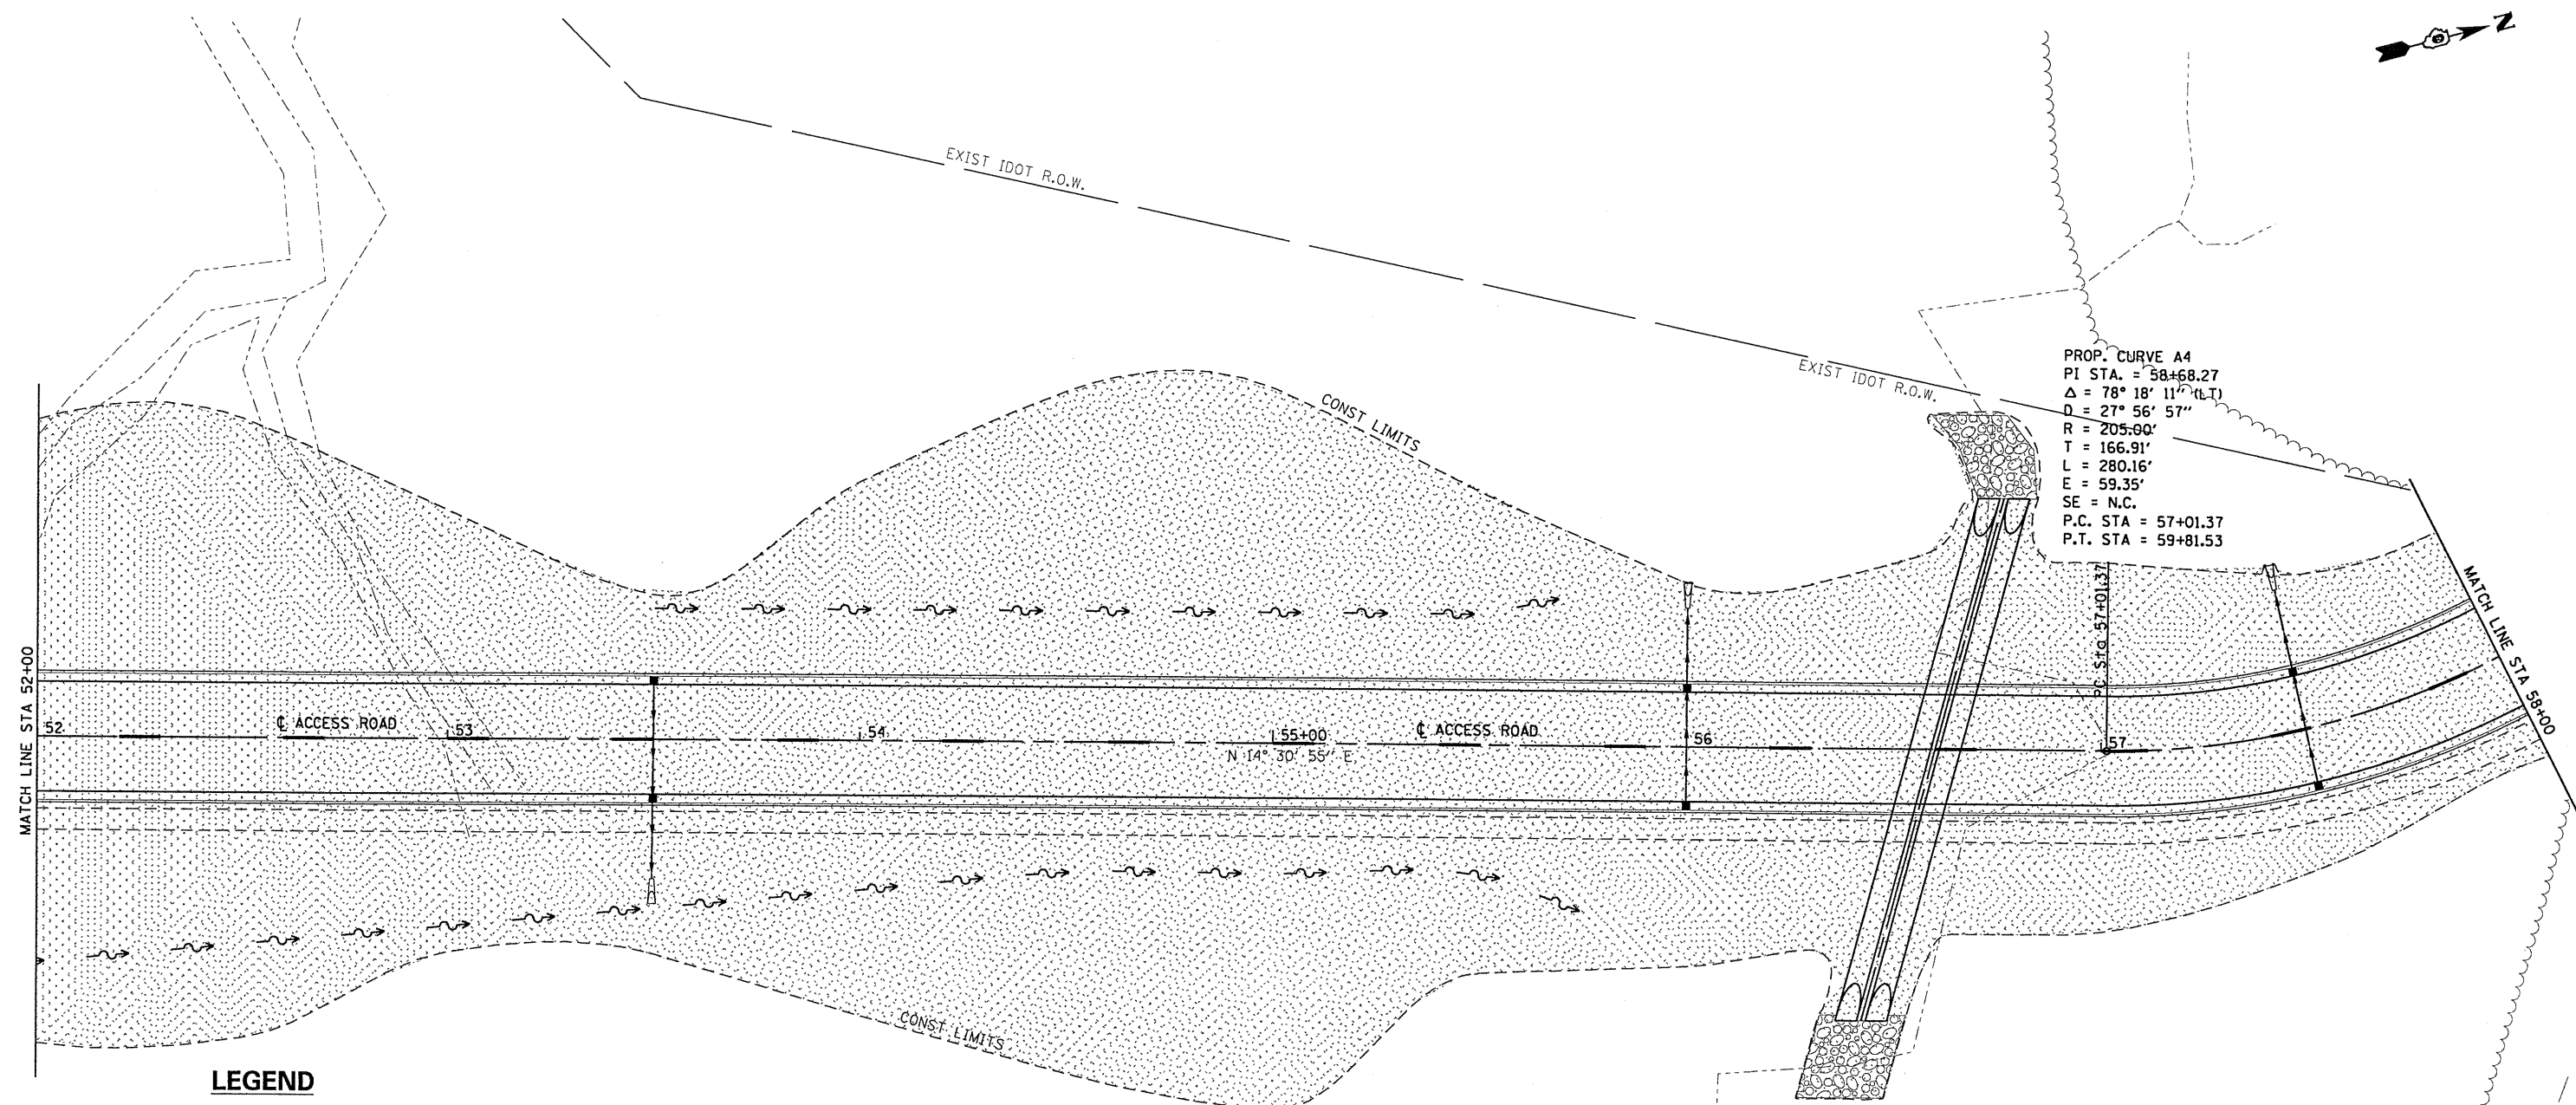 N
EXIST IDOT R.O.W.
EXIST IDOT R.O.W.
PROP. CURVE A4
PI STA. = 58+68.27
Δ = 78° 18' 11" (LT)
D = 27° 56' 57"
R = 205.00'
T = 166.91'
L = 280.16'
E = 59.35'
SE = N.C.
P.C. STA = 57+01.37
P.T. STA = 59+81.53
CONST LIMITS
PC Sta 57+01.37
MATCH LINE STA 58+00
MATCH LINE STA 52+00
52
℄ ACCESS ROAD
53
54
55+00
℄ ACCESS ROAD
56
57
N 14° 30' 55" E
CONST LIMITS
LEGEND